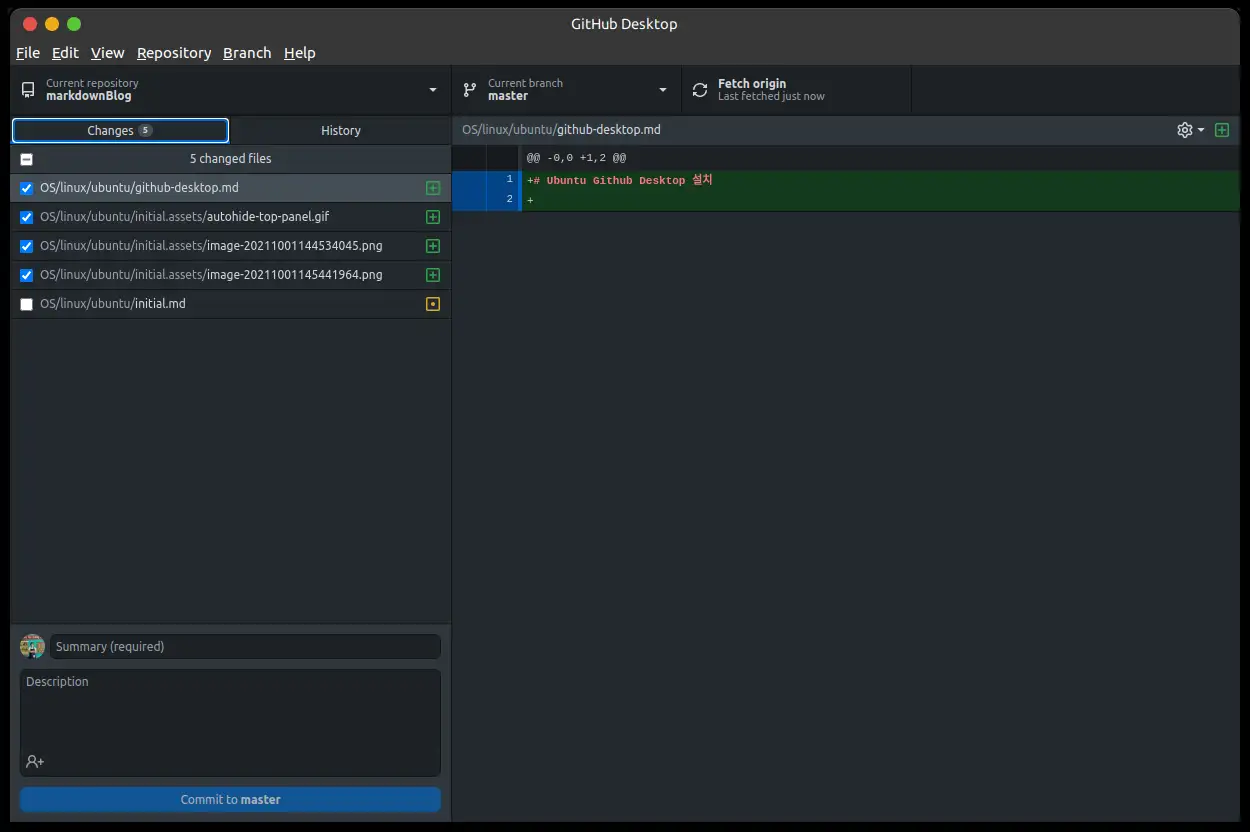 GitHub Desktop
File Edit View Repository Branch Help
Current repository
markdownBlog
Current branch
master
Fetch origin
Last fetched just now
Changes 5
History
5 changed files
OS/linux/ubuntu/github-desktop.md
OS/linux/ubuntu/initial.assets/autohide-top-panel.gif
OS/linux/ubuntu/initial.assets/image-20211001144534045.png
OS/linux/ubuntu/initial.assets/image-20211001145441964.png
OS/linux/ubuntu/initial.md
Summary (required)
Description
Commit to master
OS/linux/ubuntu/github-desktop.md
@@ -0,0 +1,2 @@
1 +# Ubuntu Github Desktop 설치
2 +